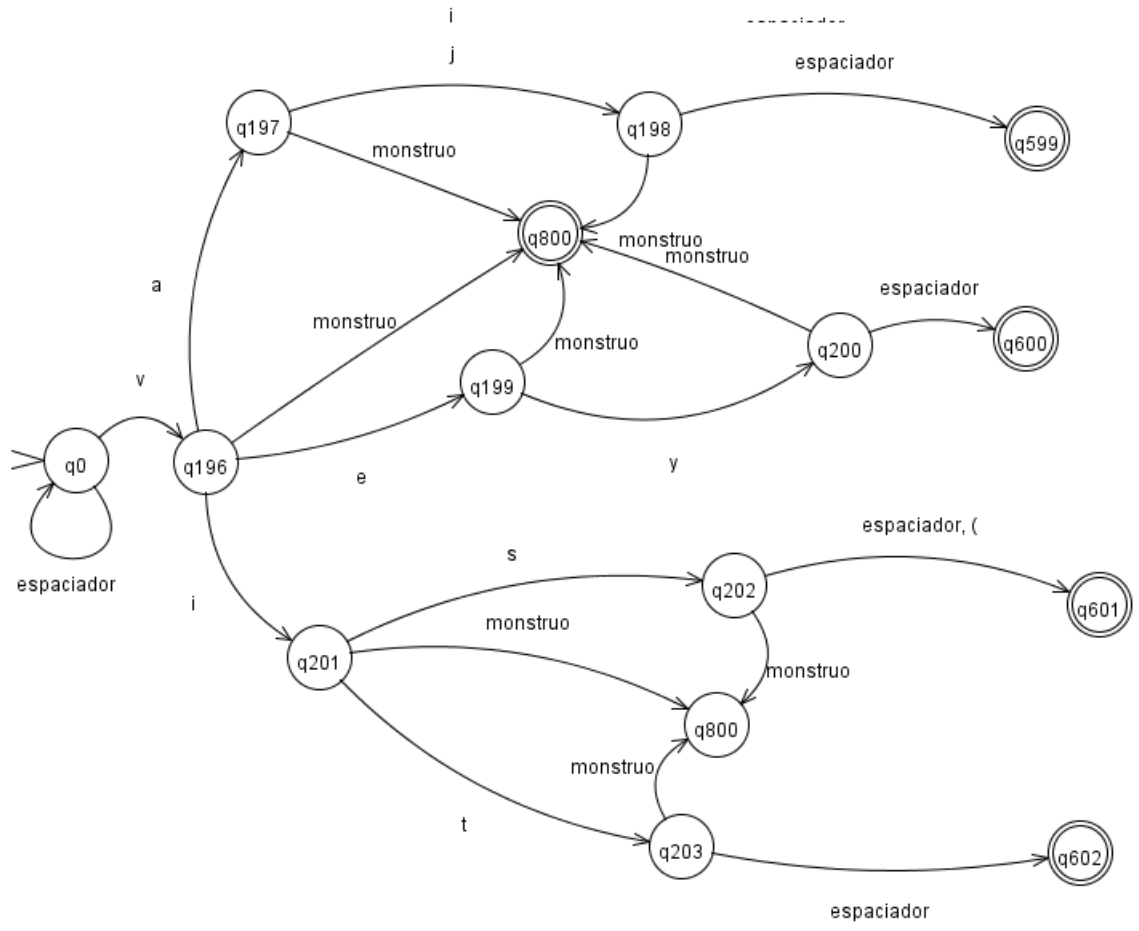 i
j
espaciador
q197
q198
q599
monstruo
q800
monstruo
monstruo
a
espaciador
monstruo
q600
monstruo
q200
v
q199
q0
q196
e
y
espaciador
espaciador, (
i
s
q202
q601
monstruo
q201
monstruo
q800
monstruo
t
q203
q602
espaciador